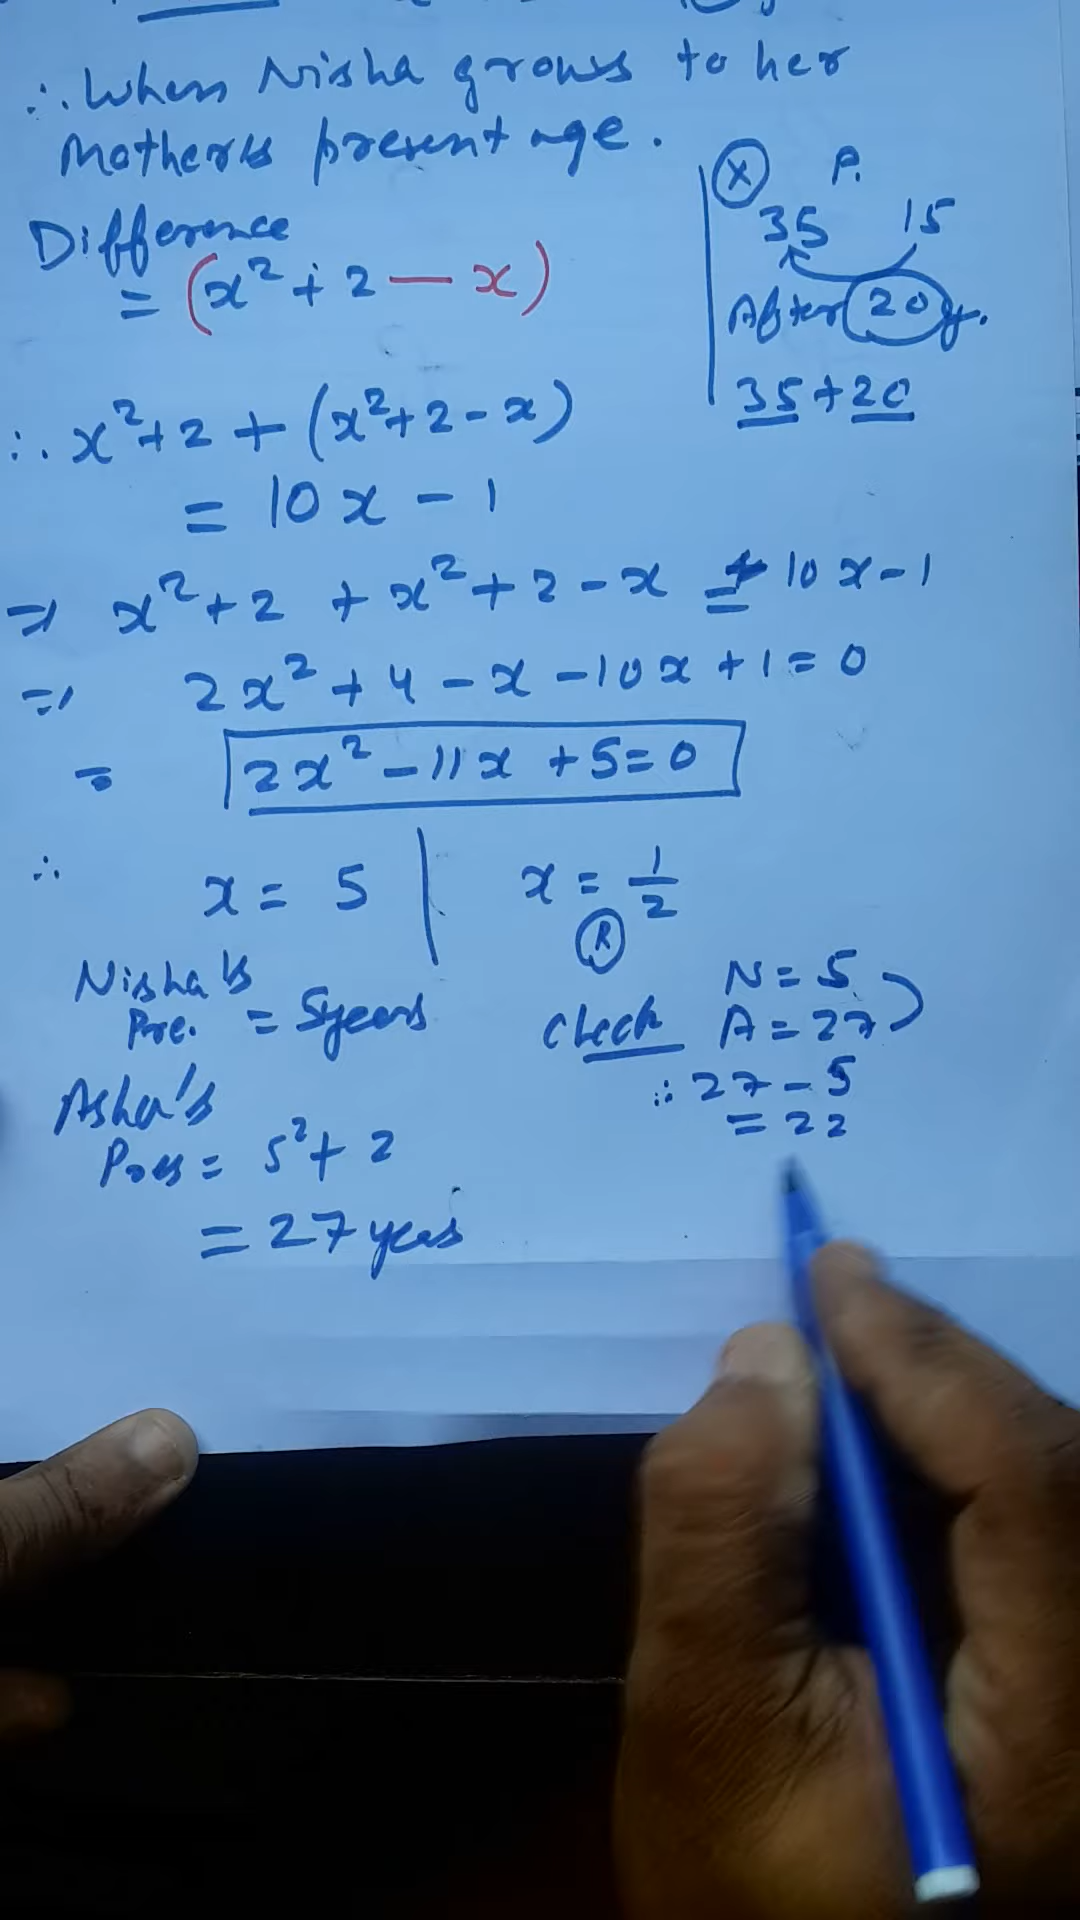 ∴ When Nisha grows to her
Mother's present age.
Difference
= (x² + 2 — x)
X P.
35 15
After 20 y.
35 + 20
∴ x² + 2 + (x² + 2 - x)
= 10x - 1
⇒ x² + 2 + x² + 2 - x = 10x - 1
⇒ 2x² + 4 - x - 10x + 1 = 0
= 2x² - 11x + 5 = 0
∴ x = 5 | x = 1/2
R
Nisha's
Pre. = 5years
Asha's
Pres = 5² + 2
= 27 years
Check N = 5
A = 27
∴ 27 - 5
= 22